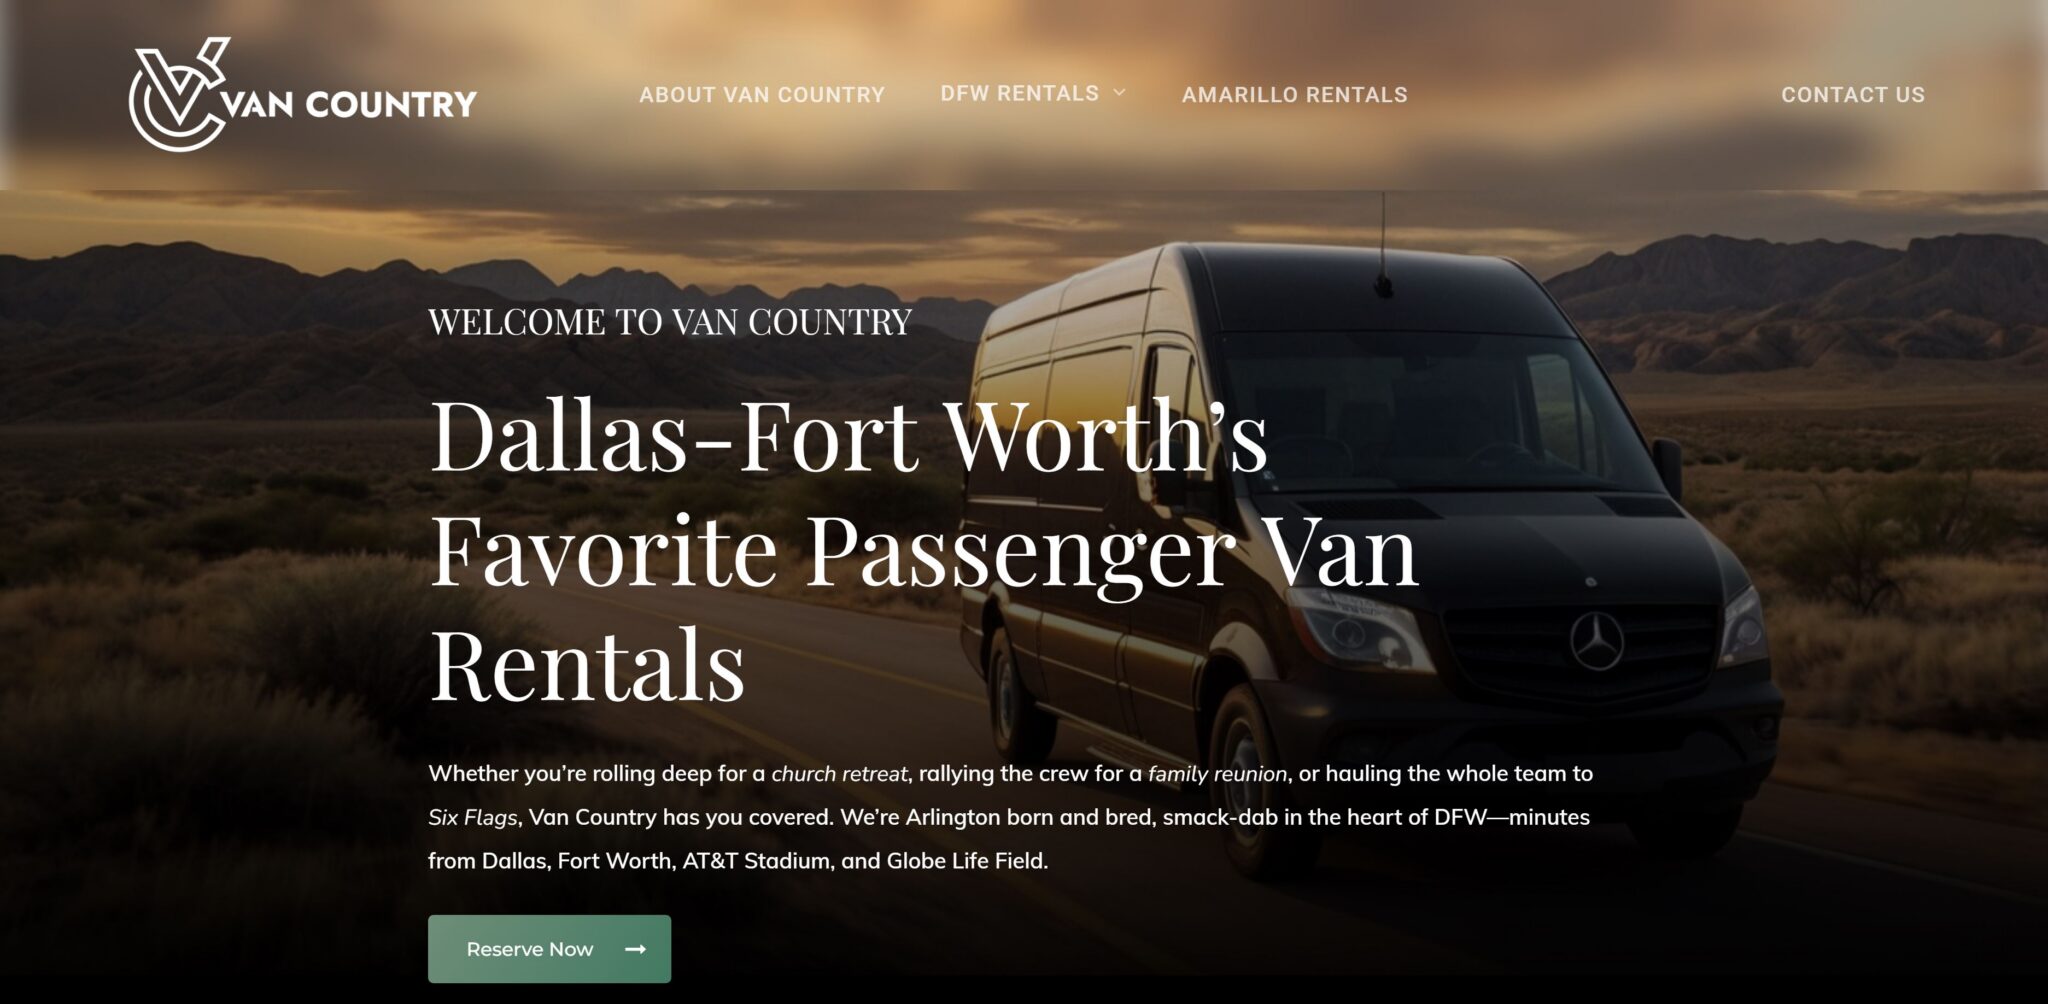 VAN COUNTRY
ABOUT VAN COUNTRY
DFW RENTALS
AMARILLO RENTALS
CONTACT US
WELCOME TO VAN COUNTRY
Dallas-Fort Worth’s
Favorite Passenger Van
Rentals
Whether you’re rolling deep for a church retreat, rallying the crew for a family reunion, or hauling the whole team to
Six Flags, Van Country has you covered. We’re Arlington born and bred, smack-dab in the heart of DFW—minutes
from Dallas, Fort Worth, AT&T Stadium, and Globe Life Field.
Reserve Now